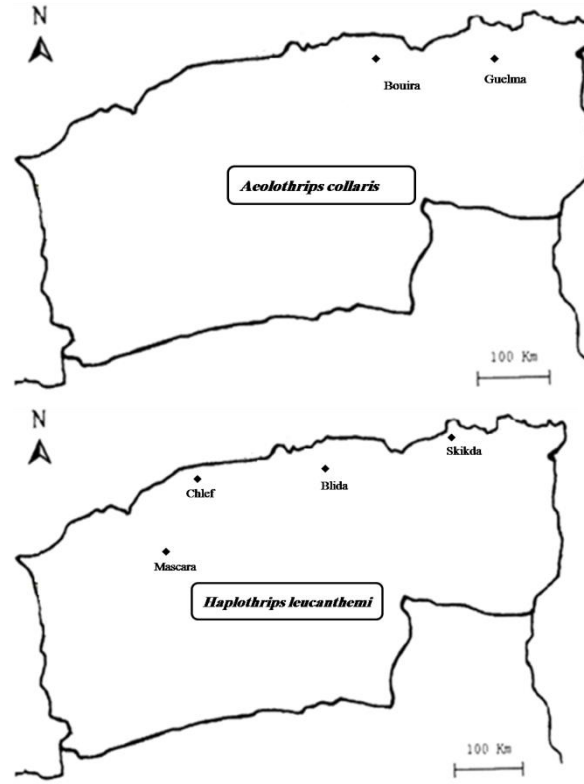 N
Bouira
Guelma
Aeolothrips collaris
100 Km
N
Skikda
Chlef
Blida
Mascara
Haplothrips leucanthemi
100 Km